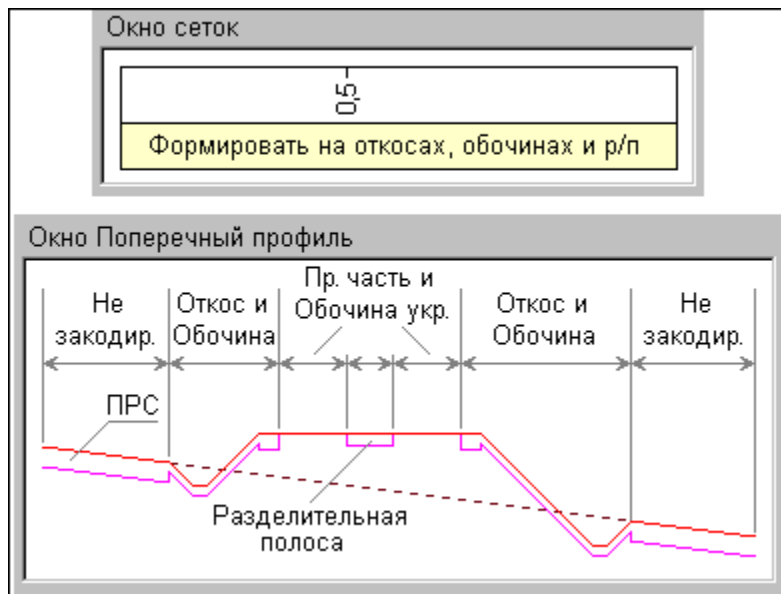 Окно сеток
0,5
Формировать на откосах, обочинах и р/п
Окно Поперечный профиль
Не
закодир.
Откос и
Обочина
Пр. часть и
Обочина укр.
Откос и
Обочина
Не
закодир.
ПРС
Разделительная
полоса